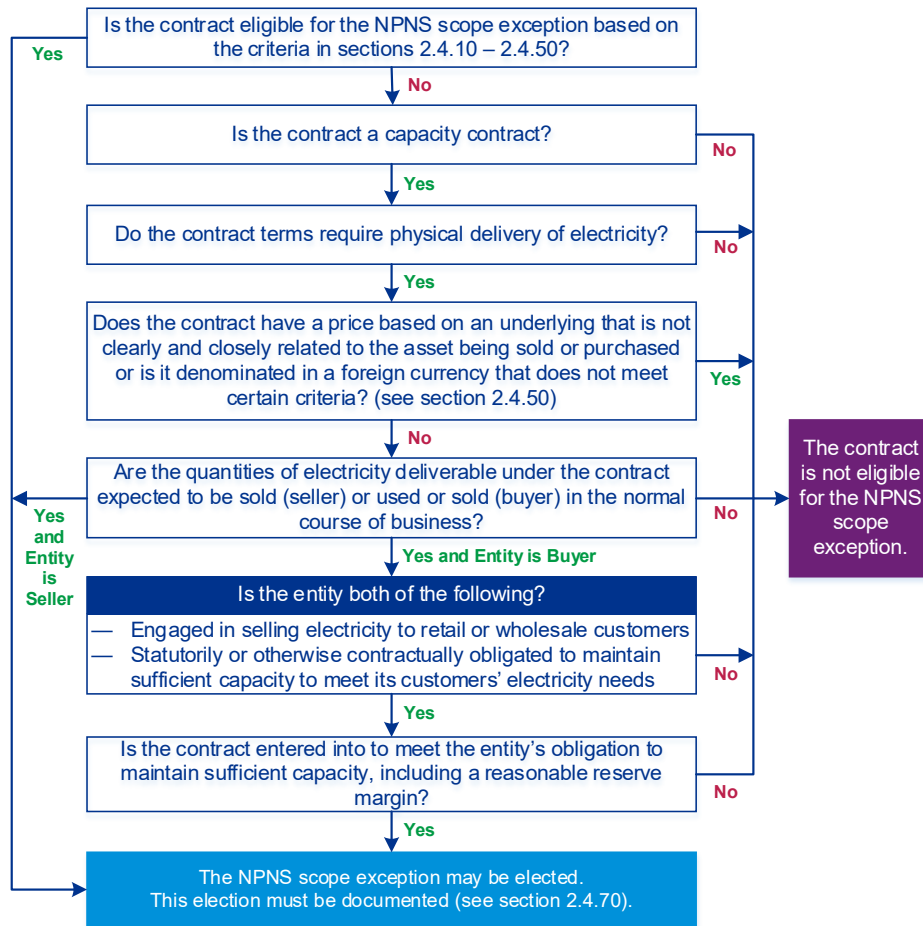 Is the contract eligible for the NPNS scope exception based on
the criteria in sections 2.4.10 – 2.4.50?
Yes
No
Is the contract a capacity contract?
No
Yes
Do the contract terms require physical delivery of electricity?
No
Yes
Does the contract have a price based on an underlying that is not
clearly and closely related to the asset being sold or purchased
or is it denominated in a foreign currency that does not meet
certain criteria? (see section 2.4.50)
Yes
No
Are the quantities of electricity deliverable under the contract
expected to be sold (seller) or used or sold (buyer) in the normal
course of business?
Yes
and
Entity
is
Seller
No
The contract
is not eligible
for the NPNS
scope
exception.
Yes and Entity is Buyer
Is the entity both of the following?
— Engaged in selling electricity to retail or wholesale customers
— Statutorily or otherwise contractually obligated to maintain
sufficient capacity to meet its customers’ electricity needs
No
Yes
Is the contract entered into to meet the entity’s obligation to
maintain sufficient capacity, including a reasonable reserve
margin?
No
Yes
The NPNS scope exception may be elected.
This election must be documented (see section 2.4.70).